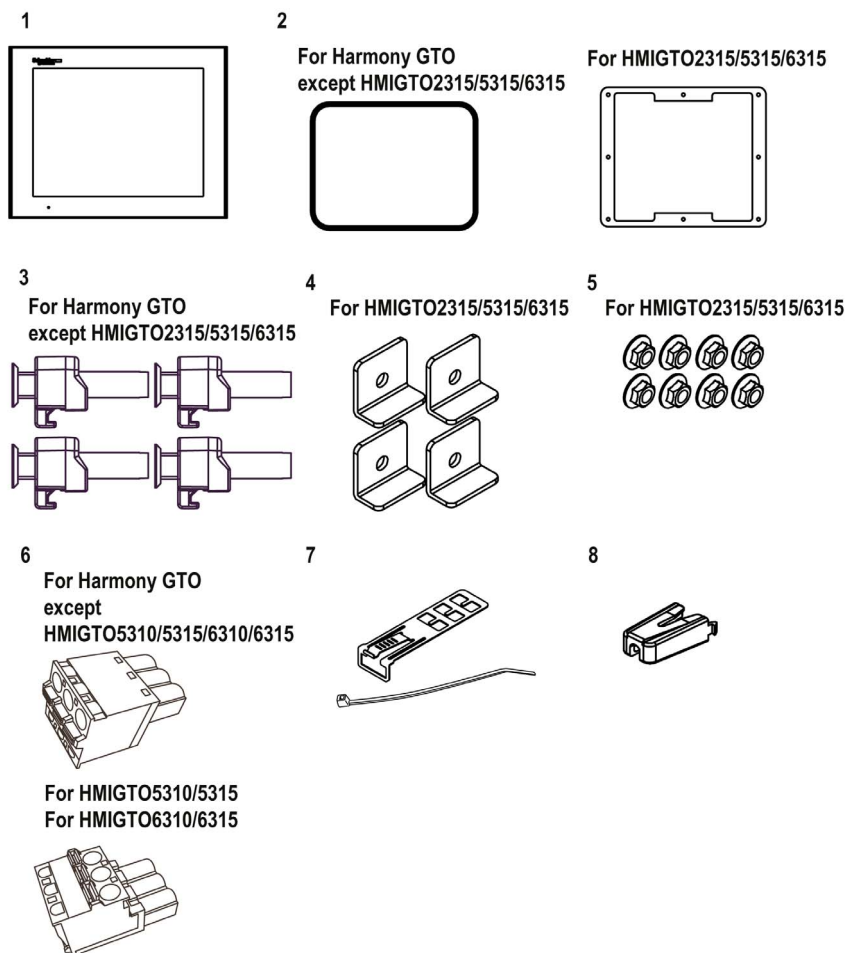 1
2
For Harmony GTO
except HMIGTO2315/5315/6315
For HMIGTO2315/5315/6315
3
For Harmony GTO
except HMIGTO2315/5315/6315
4
For HMIGTO2315/5315/6315
5
For HMIGTO2315/5315/6315
6
For Harmony GTO
except
HMIGTO5310/5315/6310/6315
For HMIGTO5310/5315
For HMIGTO6310/6315
7
8